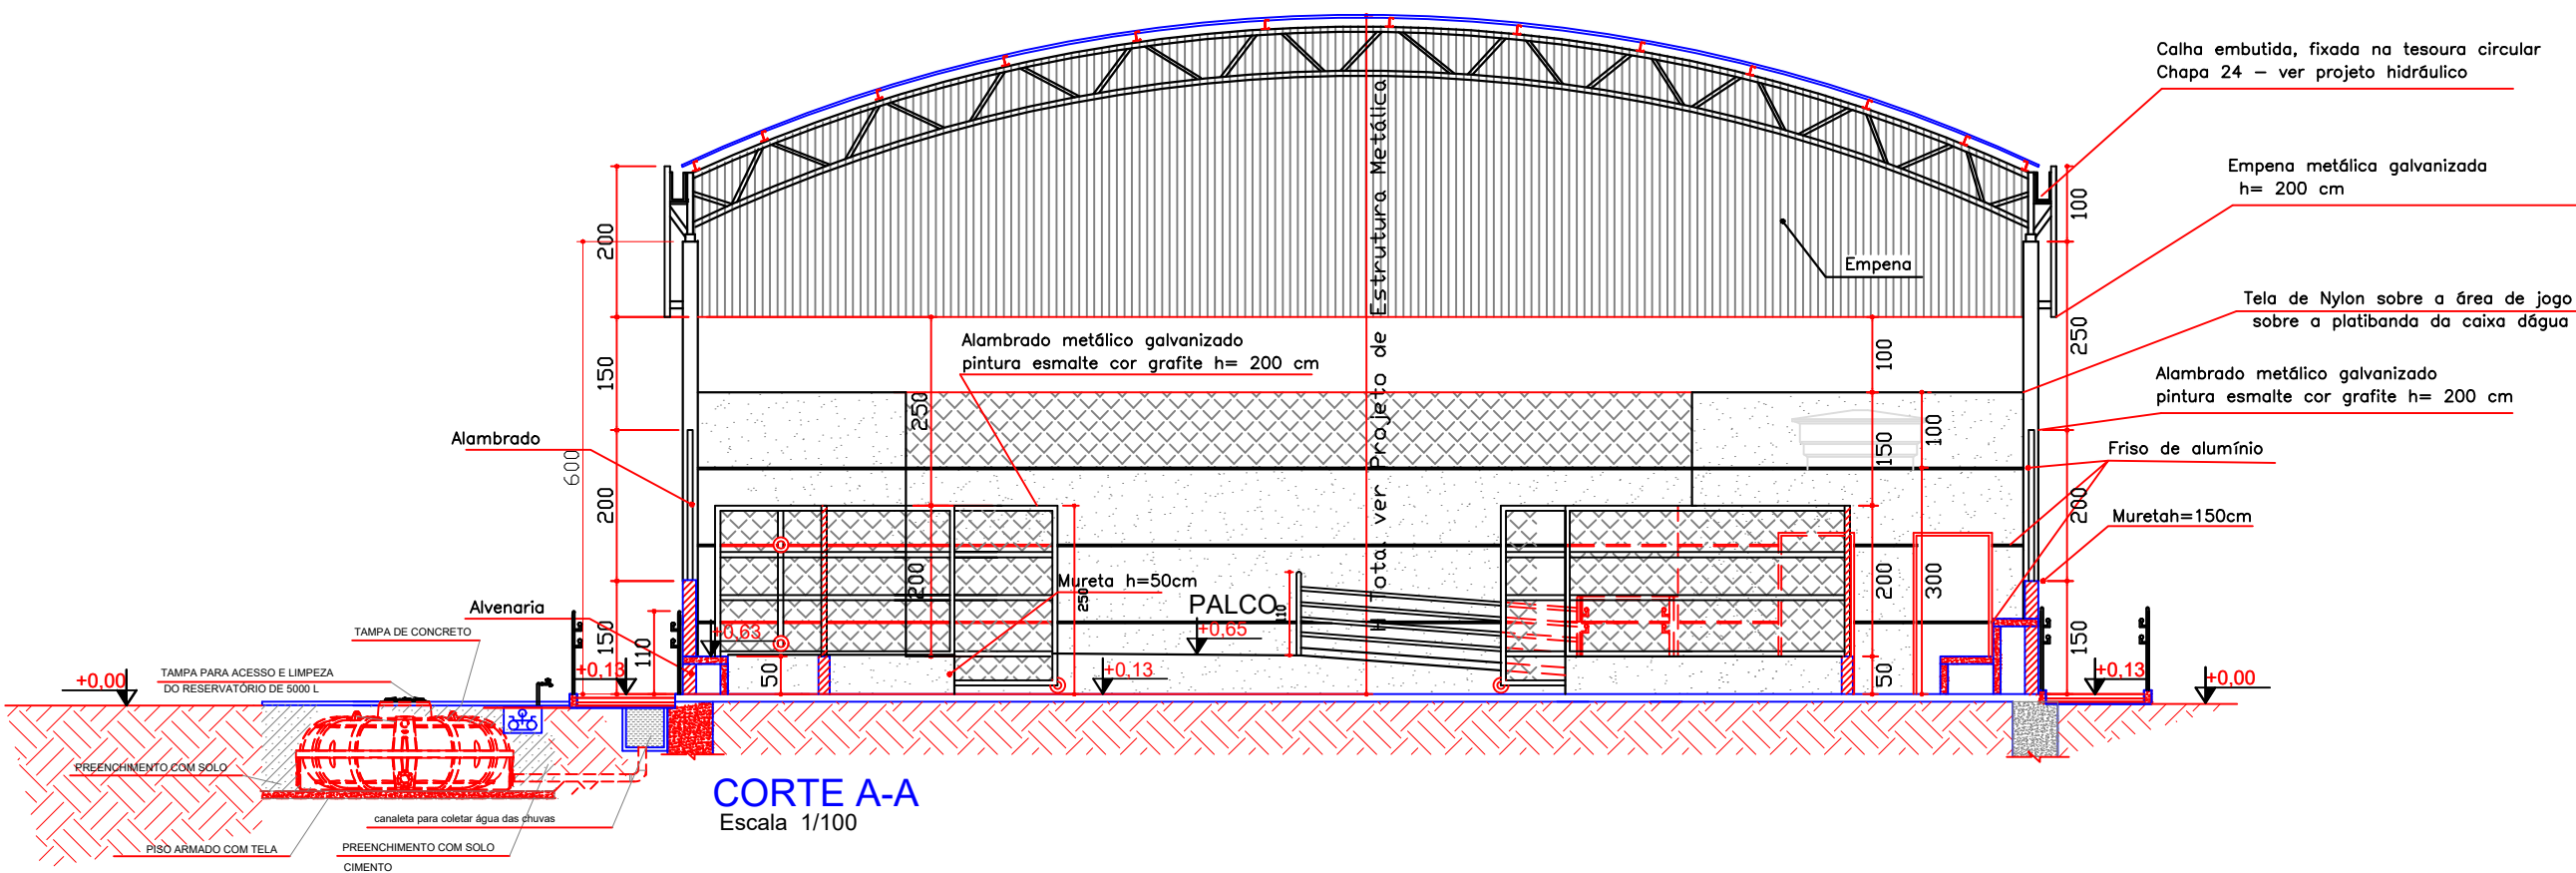 Calha embutida, fixada na tesoura circular
Chapa 24 – ver projeto hidráulico
Empena metálica galvanizada
h= 200 cm
100
200
Empena
H Total ver Projeto de Estrutura Metálica
Tela de Nylon sobre a área de jogo
sobre a platibanda da caixa dágua
250
Alambrado metálico galvanizado
pintura esmalte cor grafite h= 200 cm
100
150
Alambrado metálico galvanizado
pintura esmalte cor grafite h= 200 cm
250
Alambrado
600
150
100
Friso de alumínio
200
200
Muretah=150cm
Mureta h=50cm
200
250
110
PALCO
200
300
Alvenaria
TAMPA DE CONCRETO
150
110
+0,63
+0,65
150
TAMPA PARA ACESSO E LIMPEZA
DO RESERVATÓRIO DE 5000 L
+0,00
+0,13
50
+0,13
50
+0,13
+0,00
PREENCHIMENTO COM SOLO
CORTE A-A
Escala 1/100
canaleta para coletar água das chuvas
PISO ARMADO COM TELA
PREENCHIMENTO COM SOLO
CIMENTO